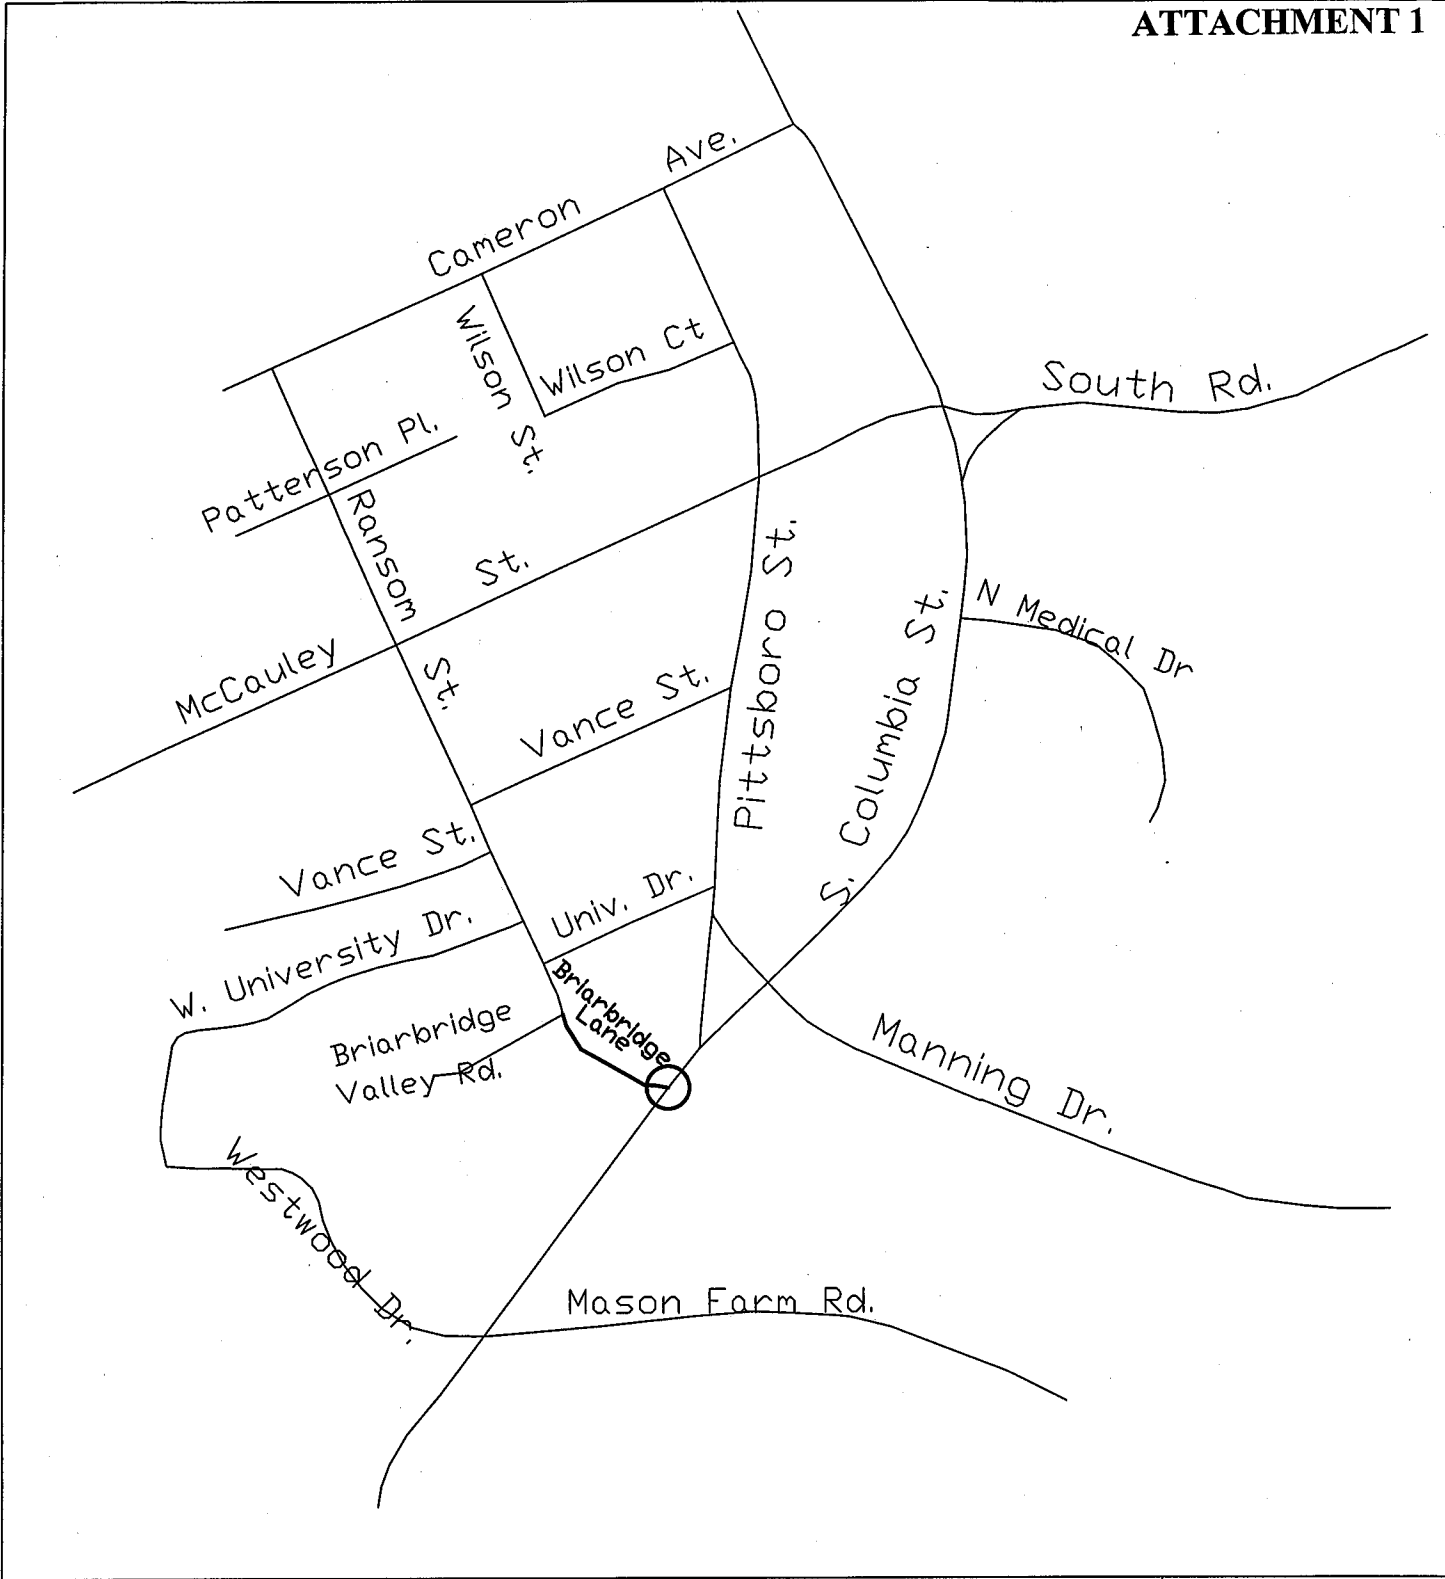 ATTACHMENT 1
Cameron Ave.
Wilson St.
Wilson Ct
South Rd.
Patterson Pl.
Ransom St.
McCauley St.
Pittsboro St.
S. Columbia St.
N Medical Dr
Vance St.
Vance St.
Univ. Dr.
W. University Dr.
Briarbridge
Lane
Briarbridge
Valley Rd.
Manning Dr.
Westwood Dr.
Mason Farm Rd.